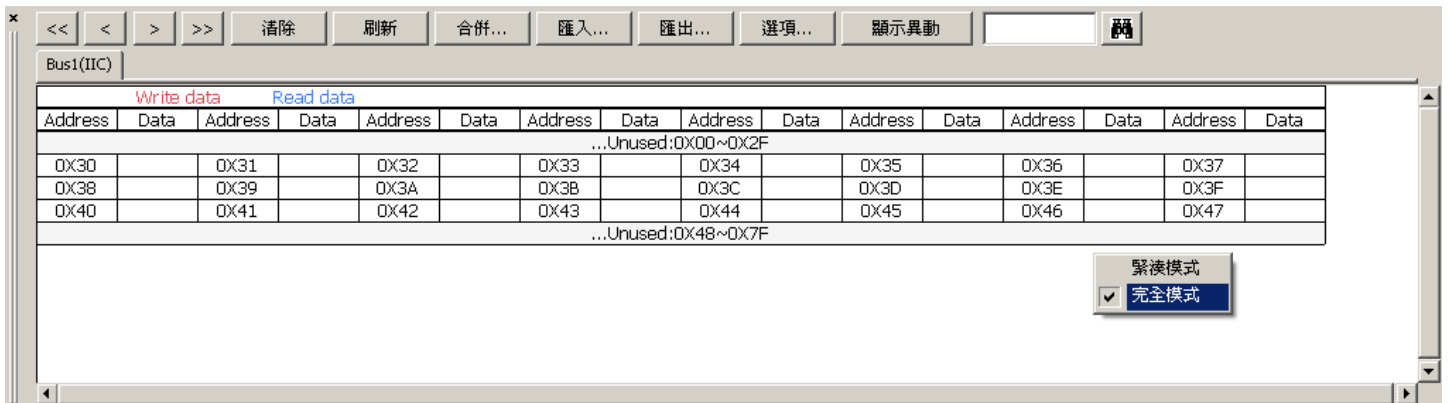 << < > >> 清除 刷新 合併... 匯入... 匯出... 選項... 顯示異動
Bus1(IIC)
Write data Read data
Address Data Address Data Address Data Address Data Address Data Address Data Address Data Address Data
...Unused:0X00~0X2F
0X30 0X31 0X32 0X33 0X34 0X35 0X36 0X37
0X38 0X39 0X3A 0X3B 0X3C 0X3D 0X3E 0X3F
0X40 0X41 0X42 0X43 0X44 0X45 0X46 0X47
...Unused:0X48~0X7F
緊湊模式
完全模式